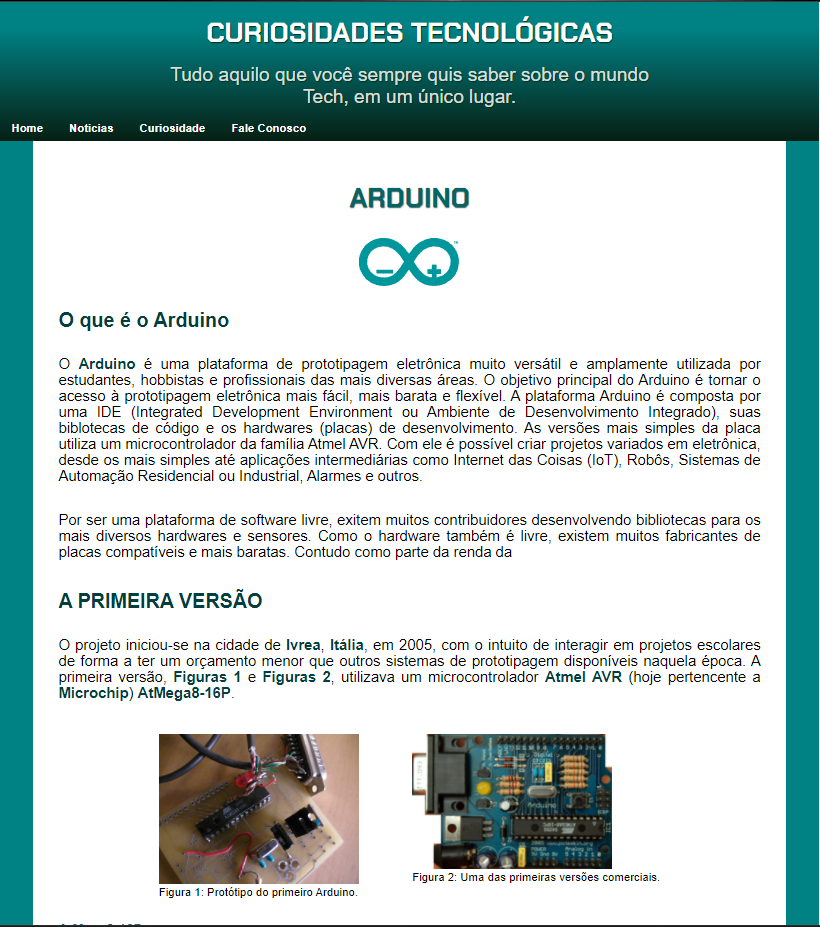 CURIOSIDADES TECNOLÓGICAS
Tudo aquilo que você sempre quis saber sobre o mundo
Tech, em um único lugar.
Home Noticias Curiosidade Fale Conosco
ARDUINO
O que é o Arduino
O Arduino é uma plataforma de prototipagem eletrônica muito versátil e amplamente utilizada por
estudantes, hobbistas e profissionais das mais diversas áreas. O objetivo principal do Arduino é tornar o
acesso à prototipagem eletrônica mais fácil, mais barata e flexível. A plataforma Arduino é composta por
uma IDE (Integrated Development Environment ou Ambiente de Desenvolvimento Integrado), suas
biblotecas de código e os hardwares (placas) de desenvolvimento. As versões mais simples da placa
utiliza um microcontrolador da família Atmel AVR. Com ele é possível criar projetos variados em eletrônica,
desde os mais simples até aplicações intermediárias como Internet das Coisas (IoT), Robôs, Sistemas de
Automação Residencial ou Industrial, Alarmes e outros.
Por ser uma plataforma de software livre, exitem muitos contribuidores desenvolvendo bibliotecas para os
mais diversos hardwares e sensores. Como o hardware também é livre, existem muitos fabricantes de
placas compatíveis e mais baratas. Contudo como parte da renda da
A PRIMEIRA VERSÃO
O projeto iniciou-se na cidade de Ivrea, Itália, em 2005, com o intuito de interagir em projetos escolares
de forma a ter um orçamento menor que outros sistemas de prototipagem disponíveis naquela época. A
primeira versão, Figuras 1 e Figuras 2, utilizava um microcontrolador Atmel AVR (hoje pertencente a
Microchip) AtMega8-16P.
Digital
Arduino
POWER
Analog in
Figura 1: Protótipo do primeiro Arduino.
Figura 2: Uma das primeiras versões comerciais.